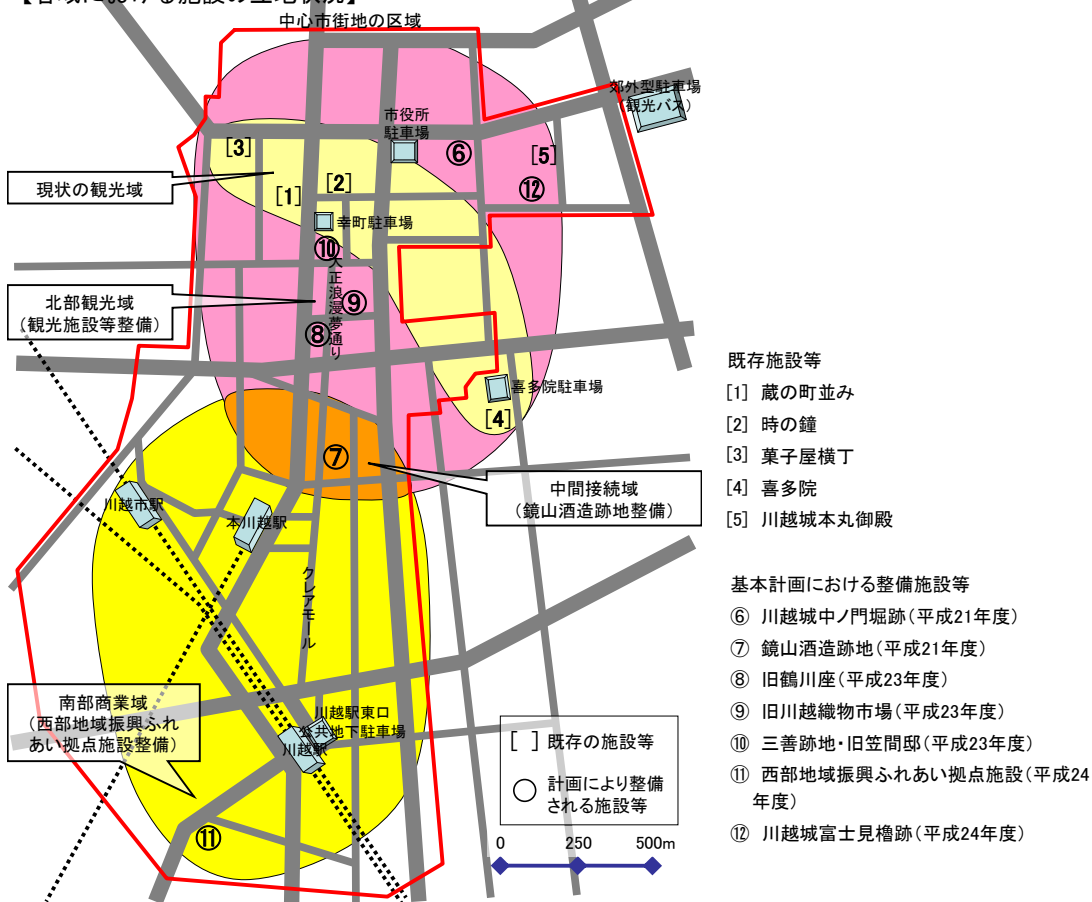 中心市街地の区域
郊外型駐車場
(観光バス)
市役所
駐車場
[3]
⑥
[5]
⑫
現状の観光域
[1]
[2]
幸町駐車場
⑩
大正浪漫夢通り
北部観光域
(観光施設等整備)
⑨
⑧
喜多院駐車場
[4]
⑦
中間接続域
(鏡山酒造跡地整備)
川越市駅
本川越駅
クレアモール
南部商業域
(西部地域振興ふれ
あい拠点施設整備)
川越駅東口
公共地下駐車場
川越駅
⑪
[ ] 既存の施設等
○ 計画により整備
される施設等
0 250 500m
既存施設等
[1] 蔵の町並み
[2] 時の鐘
[3] 菓子屋横丁
[4] 喜多院
[5] 川越城本丸御殿
基本計画における整備施設等
⑥ 川越城中ノ門堀跡(平成21年度)
⑦ 鏡山酒造跡地(平成21年度)
⑧ 旧鶴川座(平成23年度)
⑨ 旧川越織物市場(平成23年度)
⑩ 三善跡地・旧笠間邸(平成23年度)
⑪ 西部地域振興ふれあい拠点施設(平成24
年度)
⑫ 川越城富士見櫓跡(平成24年度)